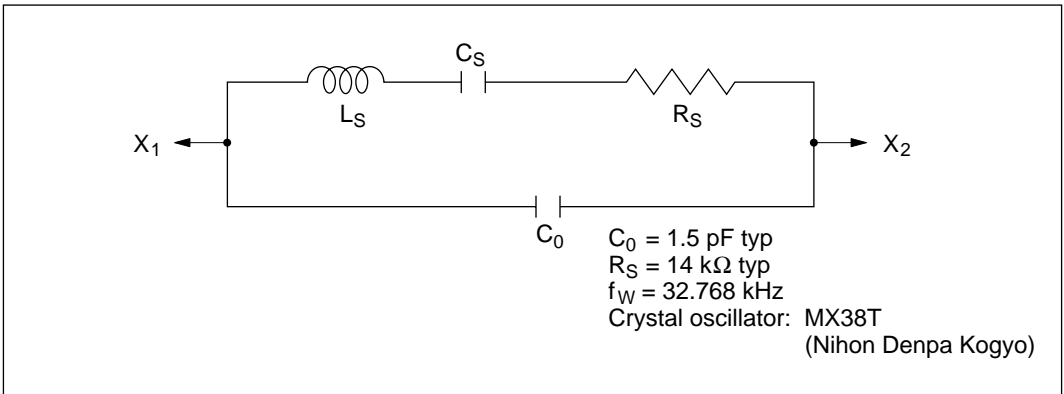 C_S
L_S
R_S
X_1
X_2
C_0
C_0 = 1.5 pF typ
R_S = 14 kΩ typ
f_W = 32.768 kHz
Crystal oscillator: MX38T
(Nihon Denpa Kogyo)